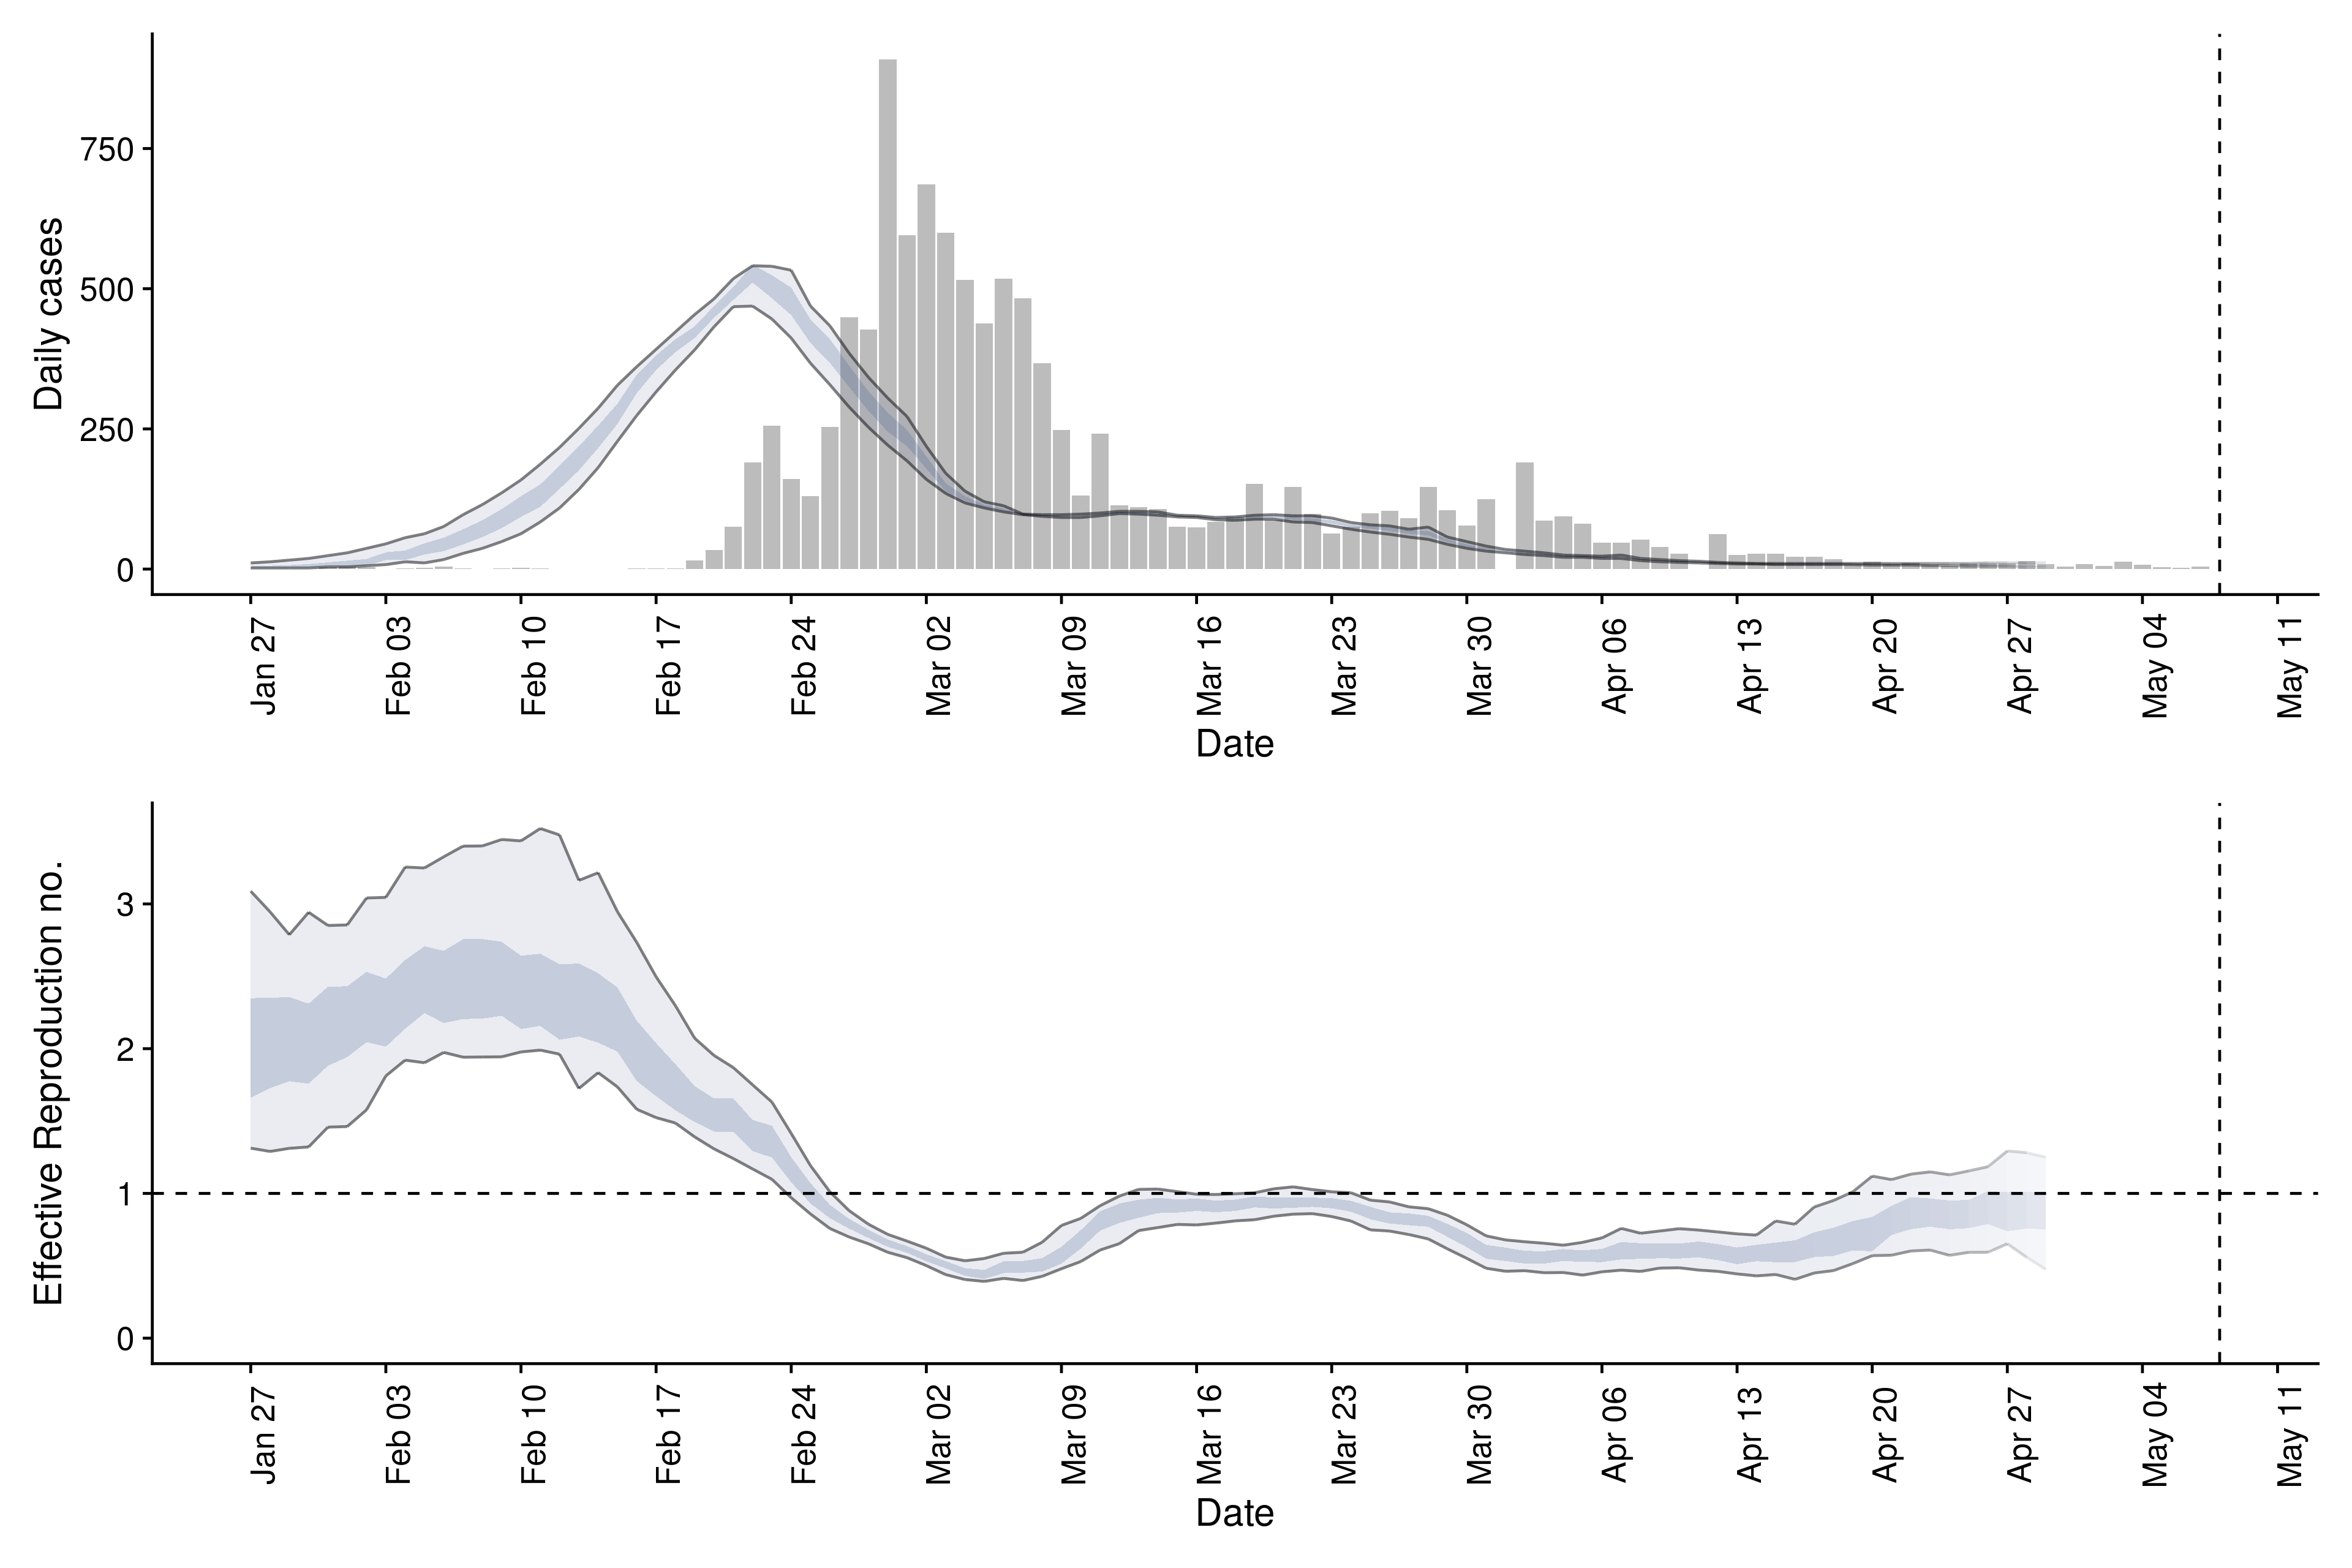 Daily cases
750
500
250
0
Jan 27
Feb 03
Feb 10
Feb 17
Feb 24
Mar 02
Mar 09
Mar 16
Mar 23
Mar 30
Apr 06
Apr 13
Apr 20
Apr 27
May 04
May 11
Date
Effective Reproduction no.
3
2
1
0
Jan 27
Feb 03
Feb 10
Feb 17
Feb 24
Mar 02
Mar 09
Mar 16
Mar 23
Mar 30
Apr 06
Apr 13
Apr 20
Apr 27
May 04
May 11
Date